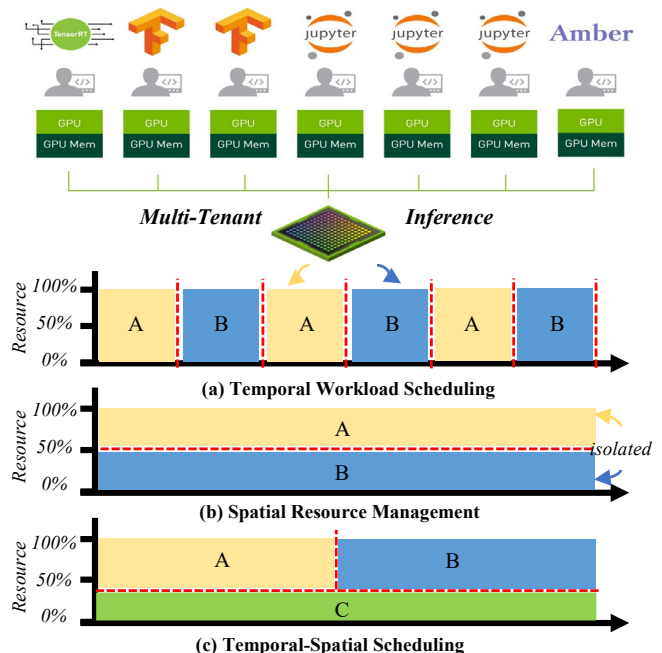 TensorRT jupyter jupyter jupyter Amber
</> </> </> </> </> </> </>
GPU GPU GPU GPU GPU GPU GPU
GPU Mem GPU Mem GPU Mem GPU Mem GPU Mem GPU Mem GPU Mem
Multi-Tenant Inference
Resource
100%
50%
0%
A B A B A B
(a) Temporal Workload Scheduling
Resource
100%
50%
0%
A
B
isolated
(b) Spatial Resource Management
Resource
100%
50%
0%
A B
C
(c) Temporal-Spatial Scheduling